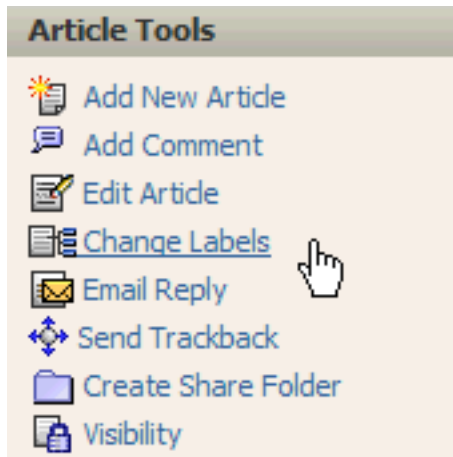 Article Tools
Add New Article
Add Comment
Edit Article
Change Labels
Email Reply
Send Trackback
Create Share Folder
Visibility